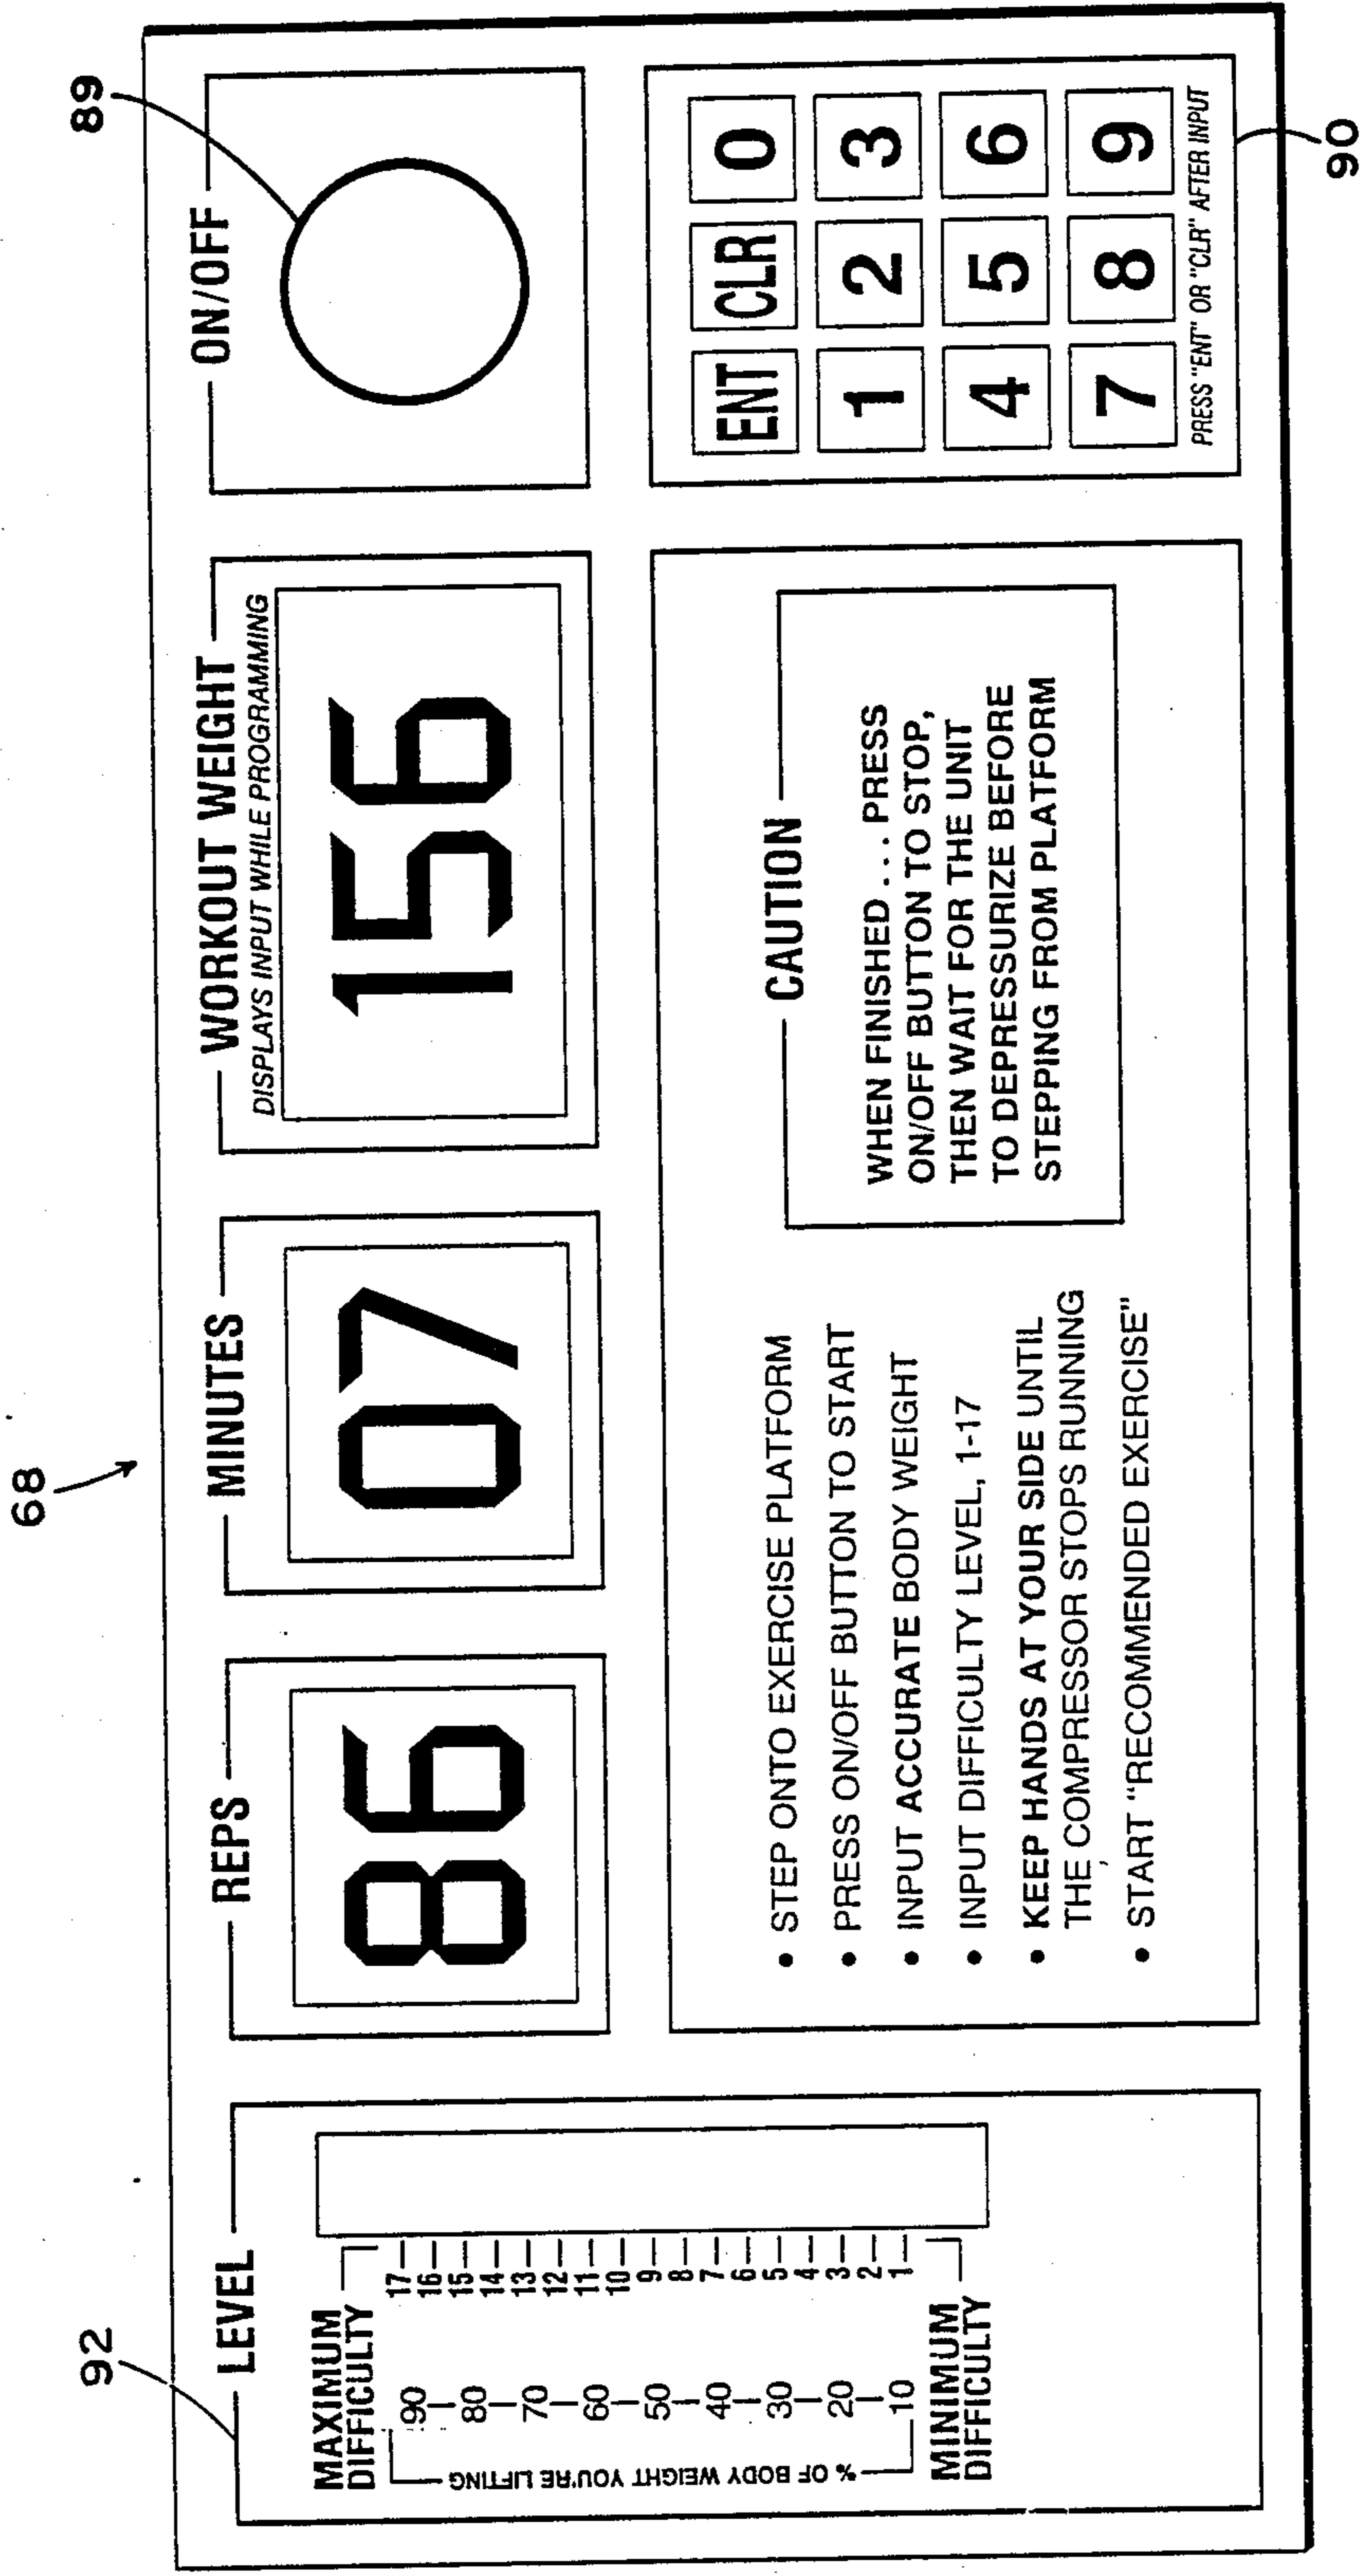 68
92
LEVEL
MAXIMUM
DIFFICULTY
% OF BODY WEIGHT YOU'RE LIFTING
90
80
70
60
50
40
30
20
10
17
16
15
14
13
12
11
10
9
8
7
6
5
4
3
2
1
MINIMUM
DIFFICULTY
REPS
86
MINUTES
07
WORKOUT WEIGHT
DISPLAYS INPUT WHILE PROGRAMMING
156
ON/OFF
89
• STEP ONTO EXERCISE PLATFORM
• PRESS ON/OFF BUTTON TO START
• INPUT ACCURATE BODY WEIGHT
• INPUT DIFFICULTY LEVEL, 1-17
• KEEP HANDS AT YOUR SIDE UNTIL
THE COMPRESSOR STOPS RUNNING
• START "RECOMMENDED EXERCISE"
CAUTION
WHEN FINISHED ... PRESS
ON/OFF BUTTON TO STOP,
THEN WAIT FOR THE UNIT
TO DEPRESSURIZE BEFORE
STEPPING FROM PLATFORM
ENT CLR 0
1 2 3
4 5 6
7 8 9
PRESS "ENT" OR "CLR" AFTER INPUT
90